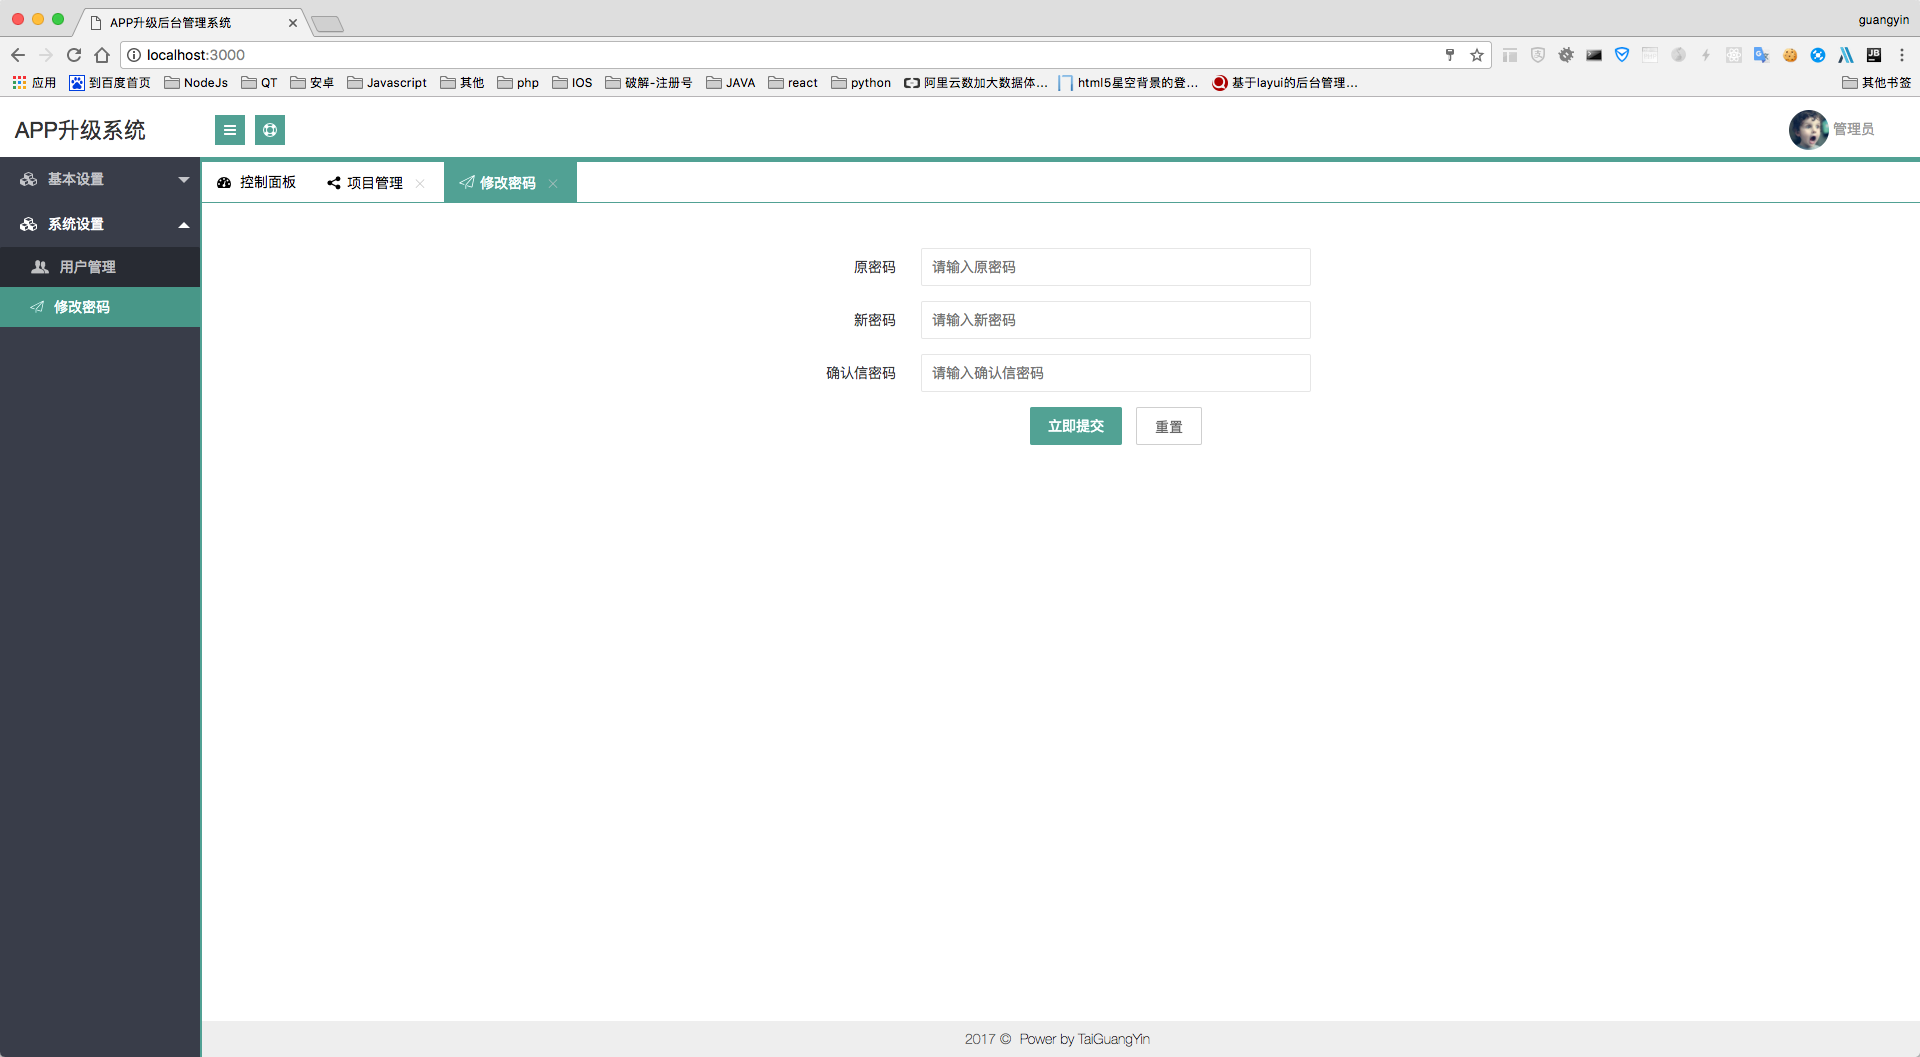 APP升级后台管理系统
guangyin
localhost:3000
应用 到百度首页 NodeJs QT 安卓 Javascript 其他 php IOS 破解-注册号 JAVA react python 阿里云数加大数据体... html5星空背景的登... 基于layui的后台管理... 其他书签
APP升级系统
管理员
基本设置
系统设置
用户管理
修改密码
控制面板 项目管理 修改密码
原密码 请输入原密码
新密码 请输入新密码
确认信密码 请输入确认信密码
立即提交 重置
2017 © Power by TaiGuangYin